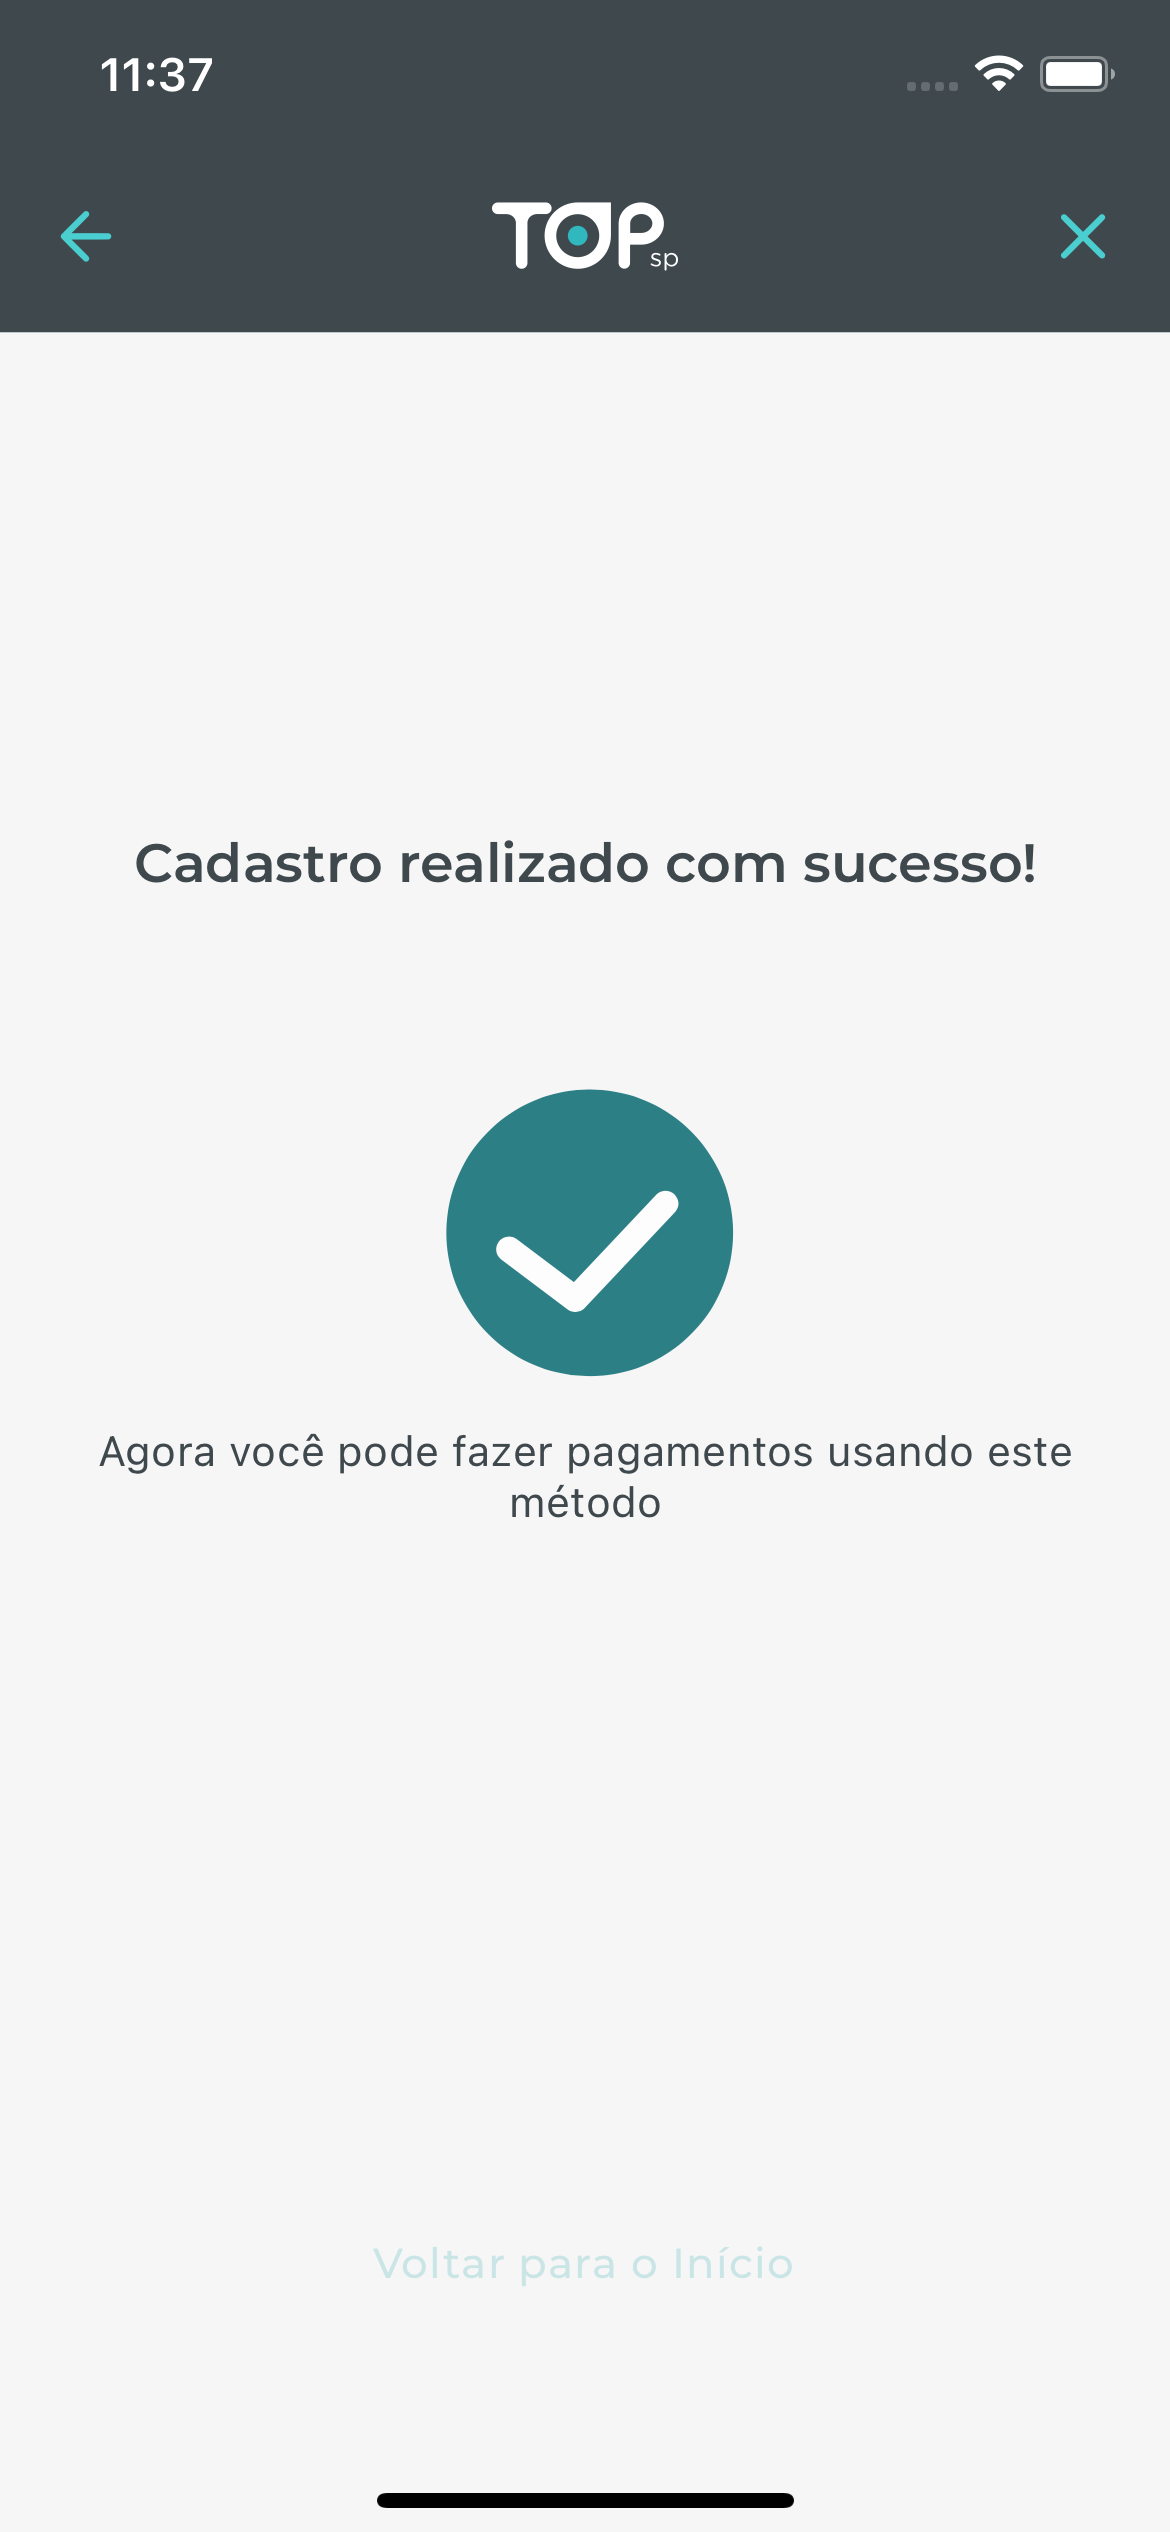 11:37
TOP
sp
Cadastro realizado com sucesso!
Agora você pode fazer pagamentos usando este
método
Voltar para o Início